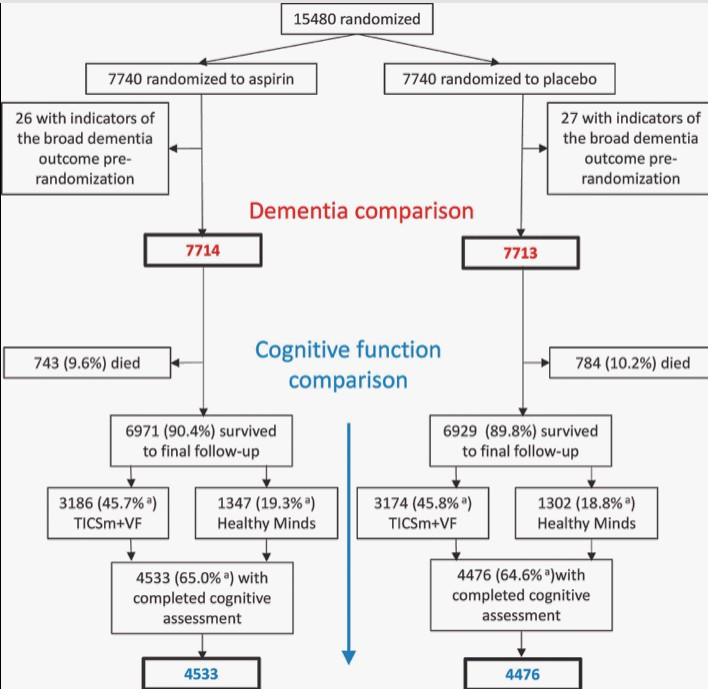 15480 randomized
7740 randomized to aspirin
7740 randomized to placebo
26 with indicators of
the broad dementia
outcome pre-
randomization
27 with indicators of
the broad dementia
outcome pre-
randomization
Dementia comparison
7714
7713
743 (9.6%) died
Cognitive function
comparison
784 (10.2%) died
6971 (90.4%) survived
to final follow-up
6929 (89.8%) survived
to final follow-up
3186 (45.7% a)
TICSm+VF
1347 (19.3% a)
Healthy Minds
3174 (45.8% a)
TICSm+VF
1302 (18.8% a)
Healthy Minds
4533 (65.0% a) with
completed cognitive
assessment
4476 (64.6% a)with
completed cognitive
assessment
4533
4476